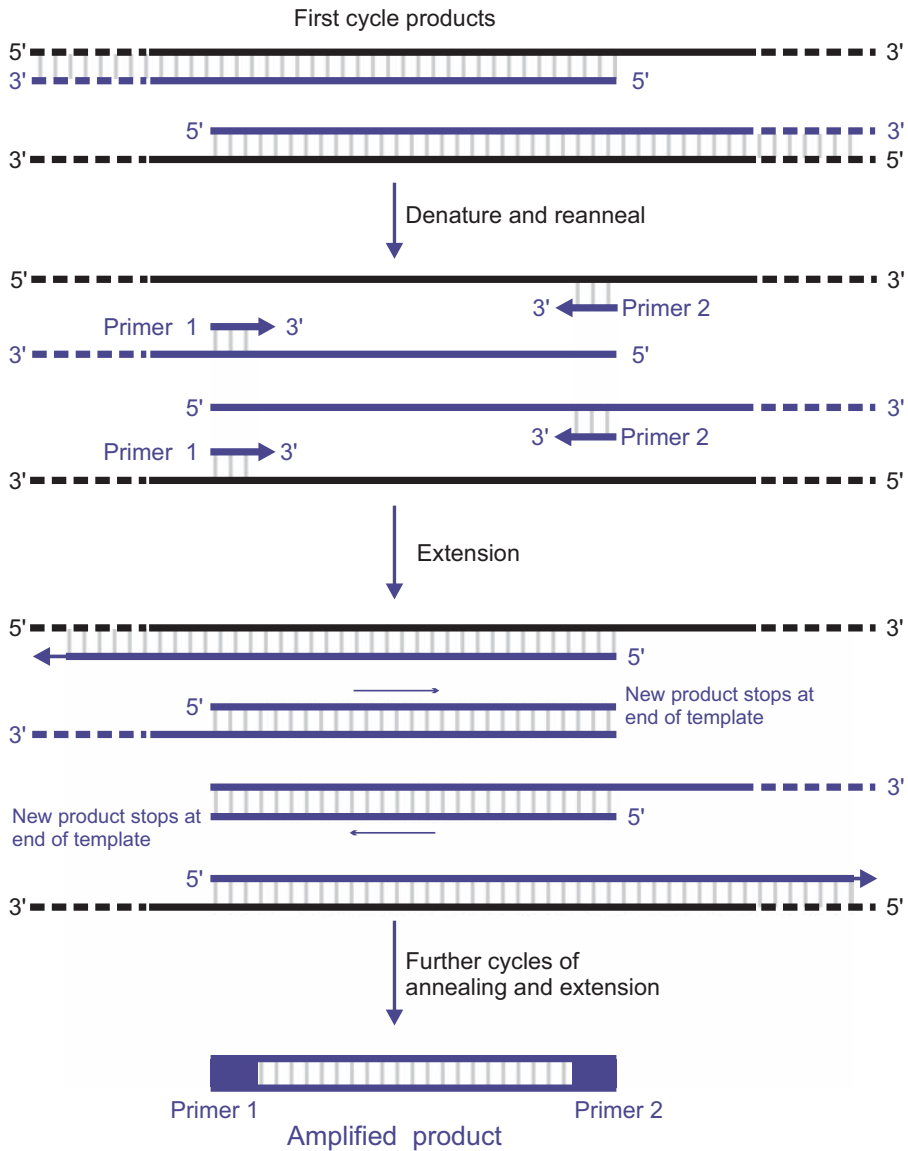 First cycle products
5' 3'
3' 5'
5' 3'
3' 5'
Denature and reanneal
5' 3'
3' Primer 2
Primer 1 3'
3' 5'
5' 3'
3' Primer 2
Primer 1 3'
3' 5'
Extension
5' 3'
5'
5' New product stops at
end of template
3'
3'
New product stops at 5'
end of template
5'
3' 5'
Further cycles of
annealing and extension
Primer 1 Primer 2
Amplified product